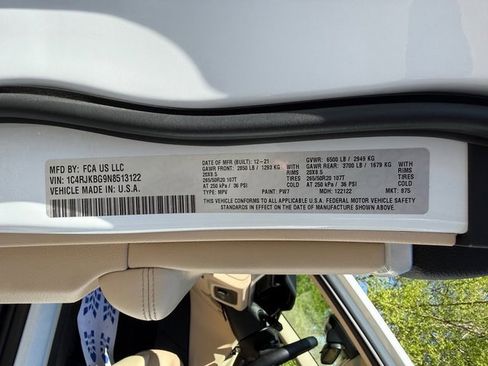 MFD BY: FCA US LLC
VIN: 1C4RJKBG9N8513122
VEHICLE MADE IN U.S.A.
DATE OF MFR (BUILT): 12-21
GAWR FRONT: 2850 LB / 1293 KG
20X8.5 RIMS
265/50R20 107T TIRES
AT 250 kPa / 36 PSI COLD
TYPE: MPV PAINT: PW7
GVWR: 6500 LB / 2949 KG
GAWR REAR: 3700 LB / 1679 KG
20X8.5 RIMS
265/50R20 107T TIRES
AT 250 kPa / 36 PSI COLD
MDH: 122122 MKT: 875
THIS VEHICLE CONFORMS TO ALL APPLICABLE U.S.A. FEDERAL MOTOR VEHICLE SAFETY
STANDARDS IN EFFECT ON THE DATE OF MANUFACTURE SHOWN ABOVE.